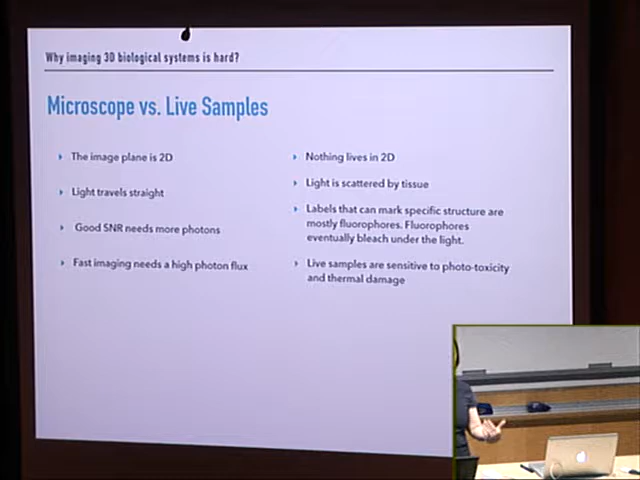 Why imaging 3D biological systems is hard?
Microscope vs. Live Samples
The image plane is 2D
Light travels straight
Good SNR needs more photons
Fast imaging needs a high photon flux
Nothing lives in 2D
Light is scattered by tissue
Labels that can mark specific structure are
mostly fluorophores. Fluorophores
eventually bleach under the light.
Live samples are sensitive to photo-toxicity
and thermal damage